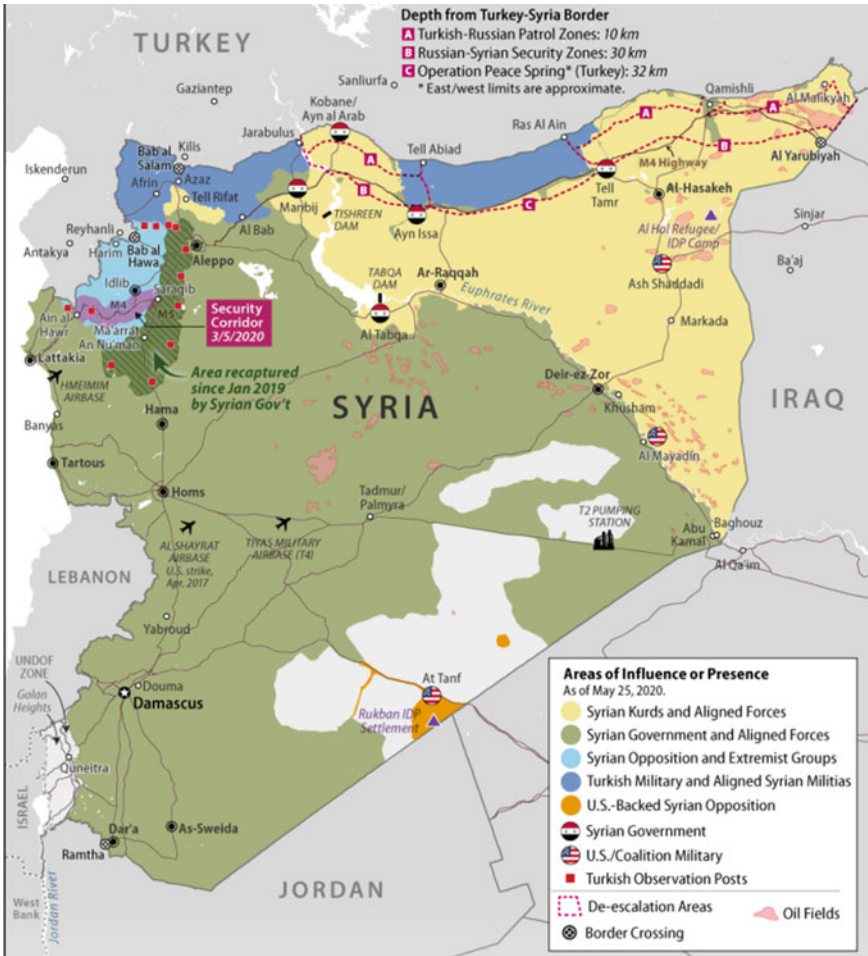 Depth from Turkey-Syria Border
A Turkish-Russian Patrol Zones: 10 km
B Russian-Syrian Security Zones: 30 km
C Operation Peace Spring* (Turkey): 32 km
* East/west limits are approximate.
TURKEY
Gaziantep
Sanliurfa
Kobane/
Ayn al Arab
Qamishli
Al Malikyah
A
A
A
Jarabulus
Kilis
Bab al
Salam
Tell Abiad
Ras Al Ain
B
B
M4 Highway
Al Yarubiyah
Iskenderun
Afrin
Azaz
Tell Rifat
Manbij
TISHREEN
DAM
C
Tell
Tamr
Al-Hasakeh
Al Bab
Reyhanli
Ayn Issa
Al Hol Refugee/
IDP Camp
Sinjar
Antakya
Harim
Bab al
Hawa
Aleppo
Ba'aj
Idlib
TABQA
DAM
Ar-Raqqah
Ash Shaddadi
Saraqib
M4
M5
Euphrates River
Ain al
Hawr
Security
Corridor
3/5/2020
Al Tabqa
Markada
Ma'arrat
An Nu'man
Lattakia
Area recaptured
since Jan 2019
by Syrian Gov't
HMEIMIM
AIRBASE
Deir-ez-Zor
SYRIA
IRAQ
Hama
Khusham
Banyas
Al Mayadin
Tartous
Homs
Tadmur/
Palmyra
T2 PUMPING
STATION
Abu
Kamal
Baghouz
AL SHAYRAT
AIRBASE
U.S. strike,
Apr. 2017
TIYAS MILITARY
AIRBASE (T4)
Al Qa'im
LEBANON
Yabroud
UNDOF
ZONE
Golan
Heights
Douma
Damascus
At Tanf
Rukban IDP
Settlement
Quneitra
ISRAEL
Dar'a
As-Sweida
Ramtha
JORDAN
West
Bank
Jordan River
Areas of Influence or Presence
As of May 25, 2020.
Syrian Kurds and Aligned Forces
Syrian Government and Aligned Forces
Syrian Opposition and Extremist Groups
Turkish Military and Aligned Syrian Militias
U.S.-Backed Syrian Opposition
Syrian Government
U.S./Coalition Military
Turkish Observation Posts
De-escalation Areas
Oil Fields
Border Crossing